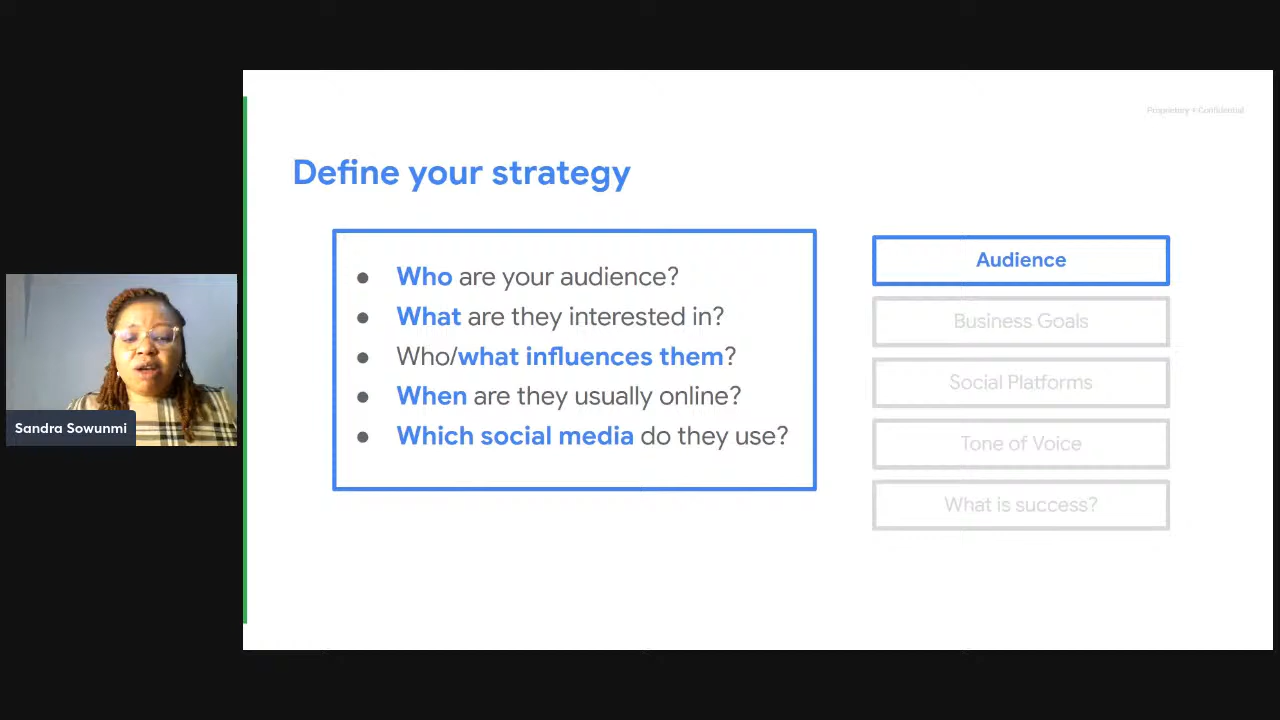 Proprietary + Confidential
Define your strategy
● Who are your audience?
● What are they interested in?
● Who/what influences them?
● When are they usually online?
● Which social media do they use?
Audience
Business Goals
Social Platforms
Tone of Voice
What is success?
Sandra Sowunmi